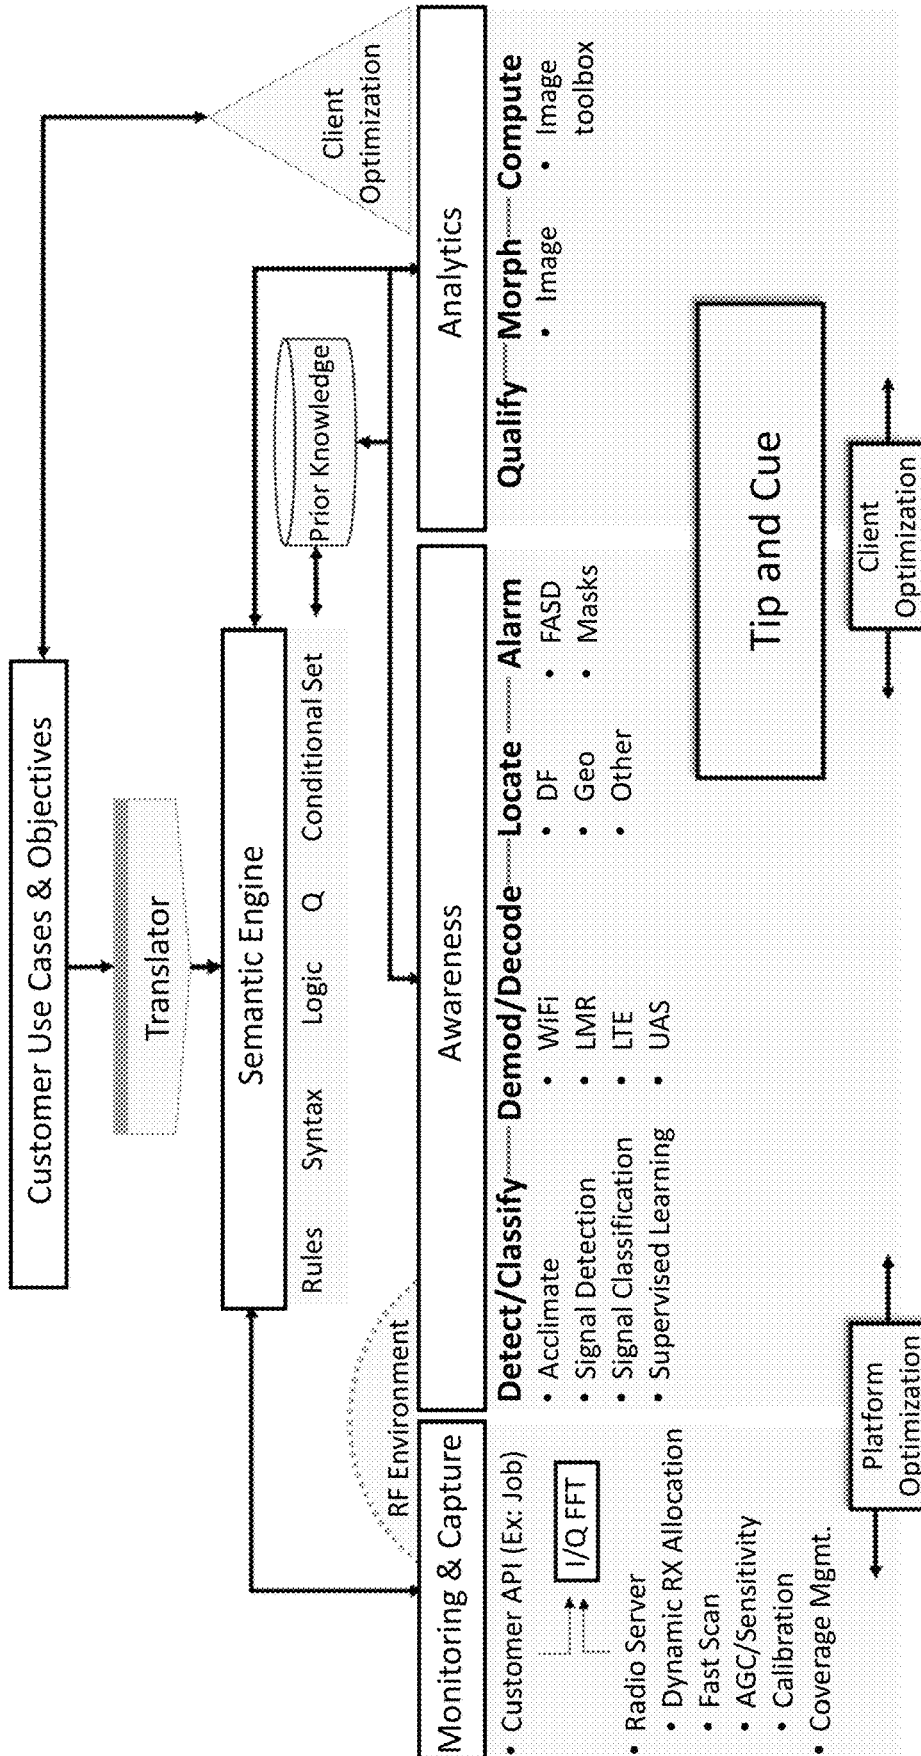 Customer Use Cases & Objectives
Translator
Semantic Engine
Rules Syntax Logic Q Conditional Set
Prior Knowledge
Client
Optimization
RF Environment
Monitoring & Capture
Awareness
Analytics
• Customer API (Ex: Job)
I/Q FFT
• Radio Server
• Dynamic RX Allocation
• Fast Scan
• AGC/Sensitivity
• Calibration
• Coverage Mgmt.
Detect/Classify
• Acclimate
• Signal Detection
• Signal Classification
• Supervised Learning
Demod/Decode
• WiFi
• LMR
• LTE
• UAS
Locate
• DF
• Geo
• Other
Alarm
• FASD
• Masks
Qualify
Morph
• Image
Compute
• Image
toolbox
Tip and Cue
Platform
Optimization
Client
Optimization